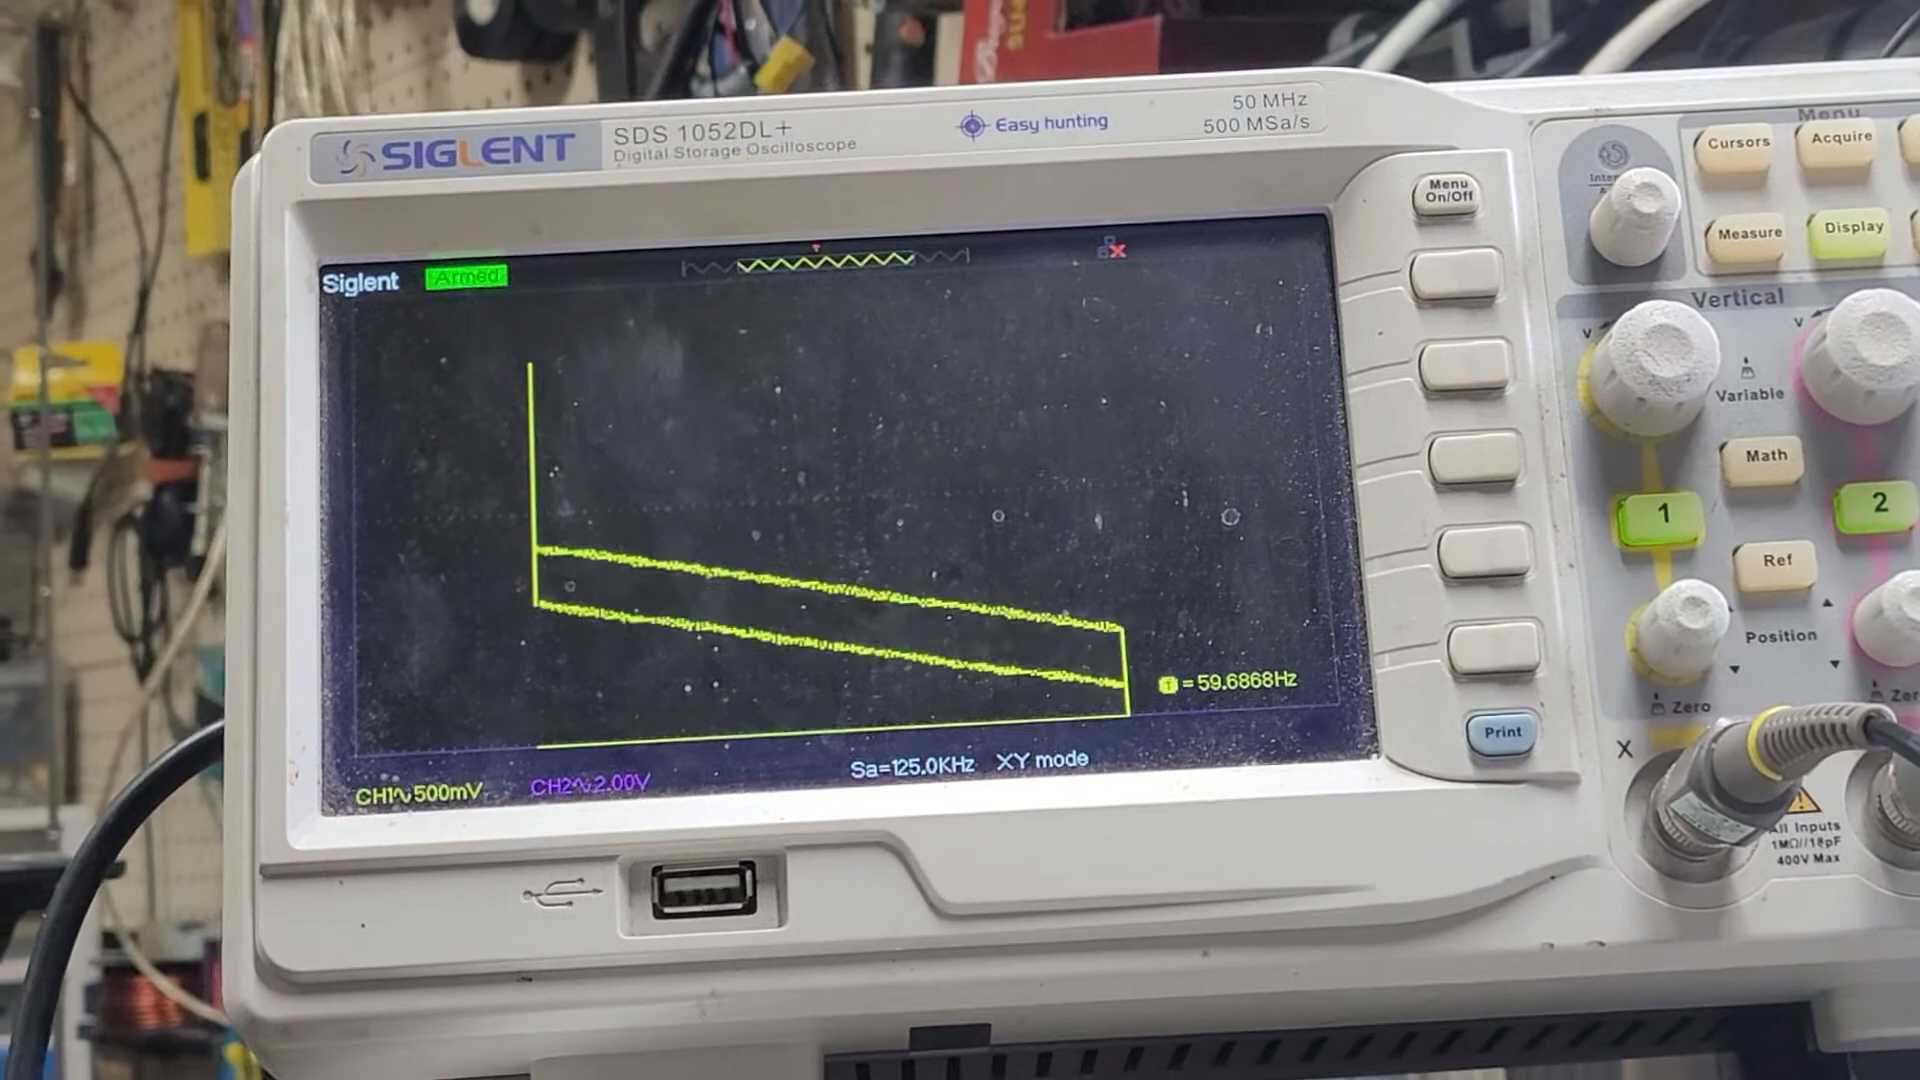 SIGLENT
SDS 1052DL+
Digital Storage Oscilloscope
Easy hunting
50 MHz
500 MSa/s
Menu
On/Off
Siglent
Armed
1 = 59.6868Hz
Sa=125.0KHz
XY mode
CH1∿500mV
CH2∿2.00V
Print
Menu
Cursors
Acquire
Measure
Display
Vertical
V
V
Variable
Math
1
2
Ref
Position
Zero
X
All Inputs
1MΩ//18pF
400V Max